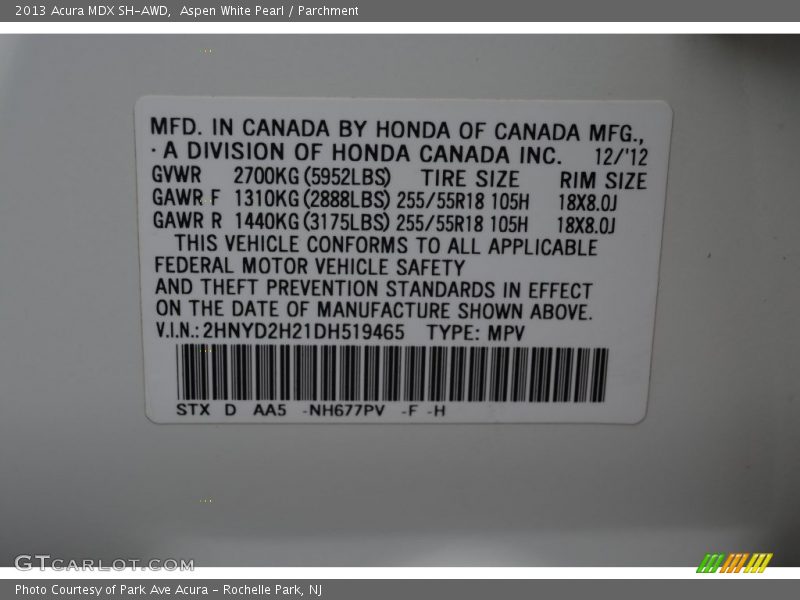 2013 Acura MDX SH-AWD,  Aspen White Pearl / Parchment
MFD. IN CANADA BY HONDA OF CANADA MFG.,
A DIVISION OF HONDA CANADA INC. 12/'12
GVWR 2700KG (5952LBS) TIRE SIZE RIM SIZE
GAWR F 1310KG (2888LBS) 255/55R18 105H 18X8.0J
GAWR R 1440KG (3175LBS) 255/55R18 105H 18X8.0J
THIS VEHICLE CONFORMS TO ALL APPLICABLE
FEDERAL MOTOR VEHICLE SAFETY
AND THEFT PREVENTION STANDARDS IN EFFECT
ON THE DATE OF MANUFACTURE SHOWN ABOVE.
V.I.N.: 2HNYD2H21DH519465 TYPE: MPV
STX D AA5 -NH677PV -F -H
GTCARLOT.COM
Photo Courtesy of Park Ave Acura - Rochelle Park, NJ